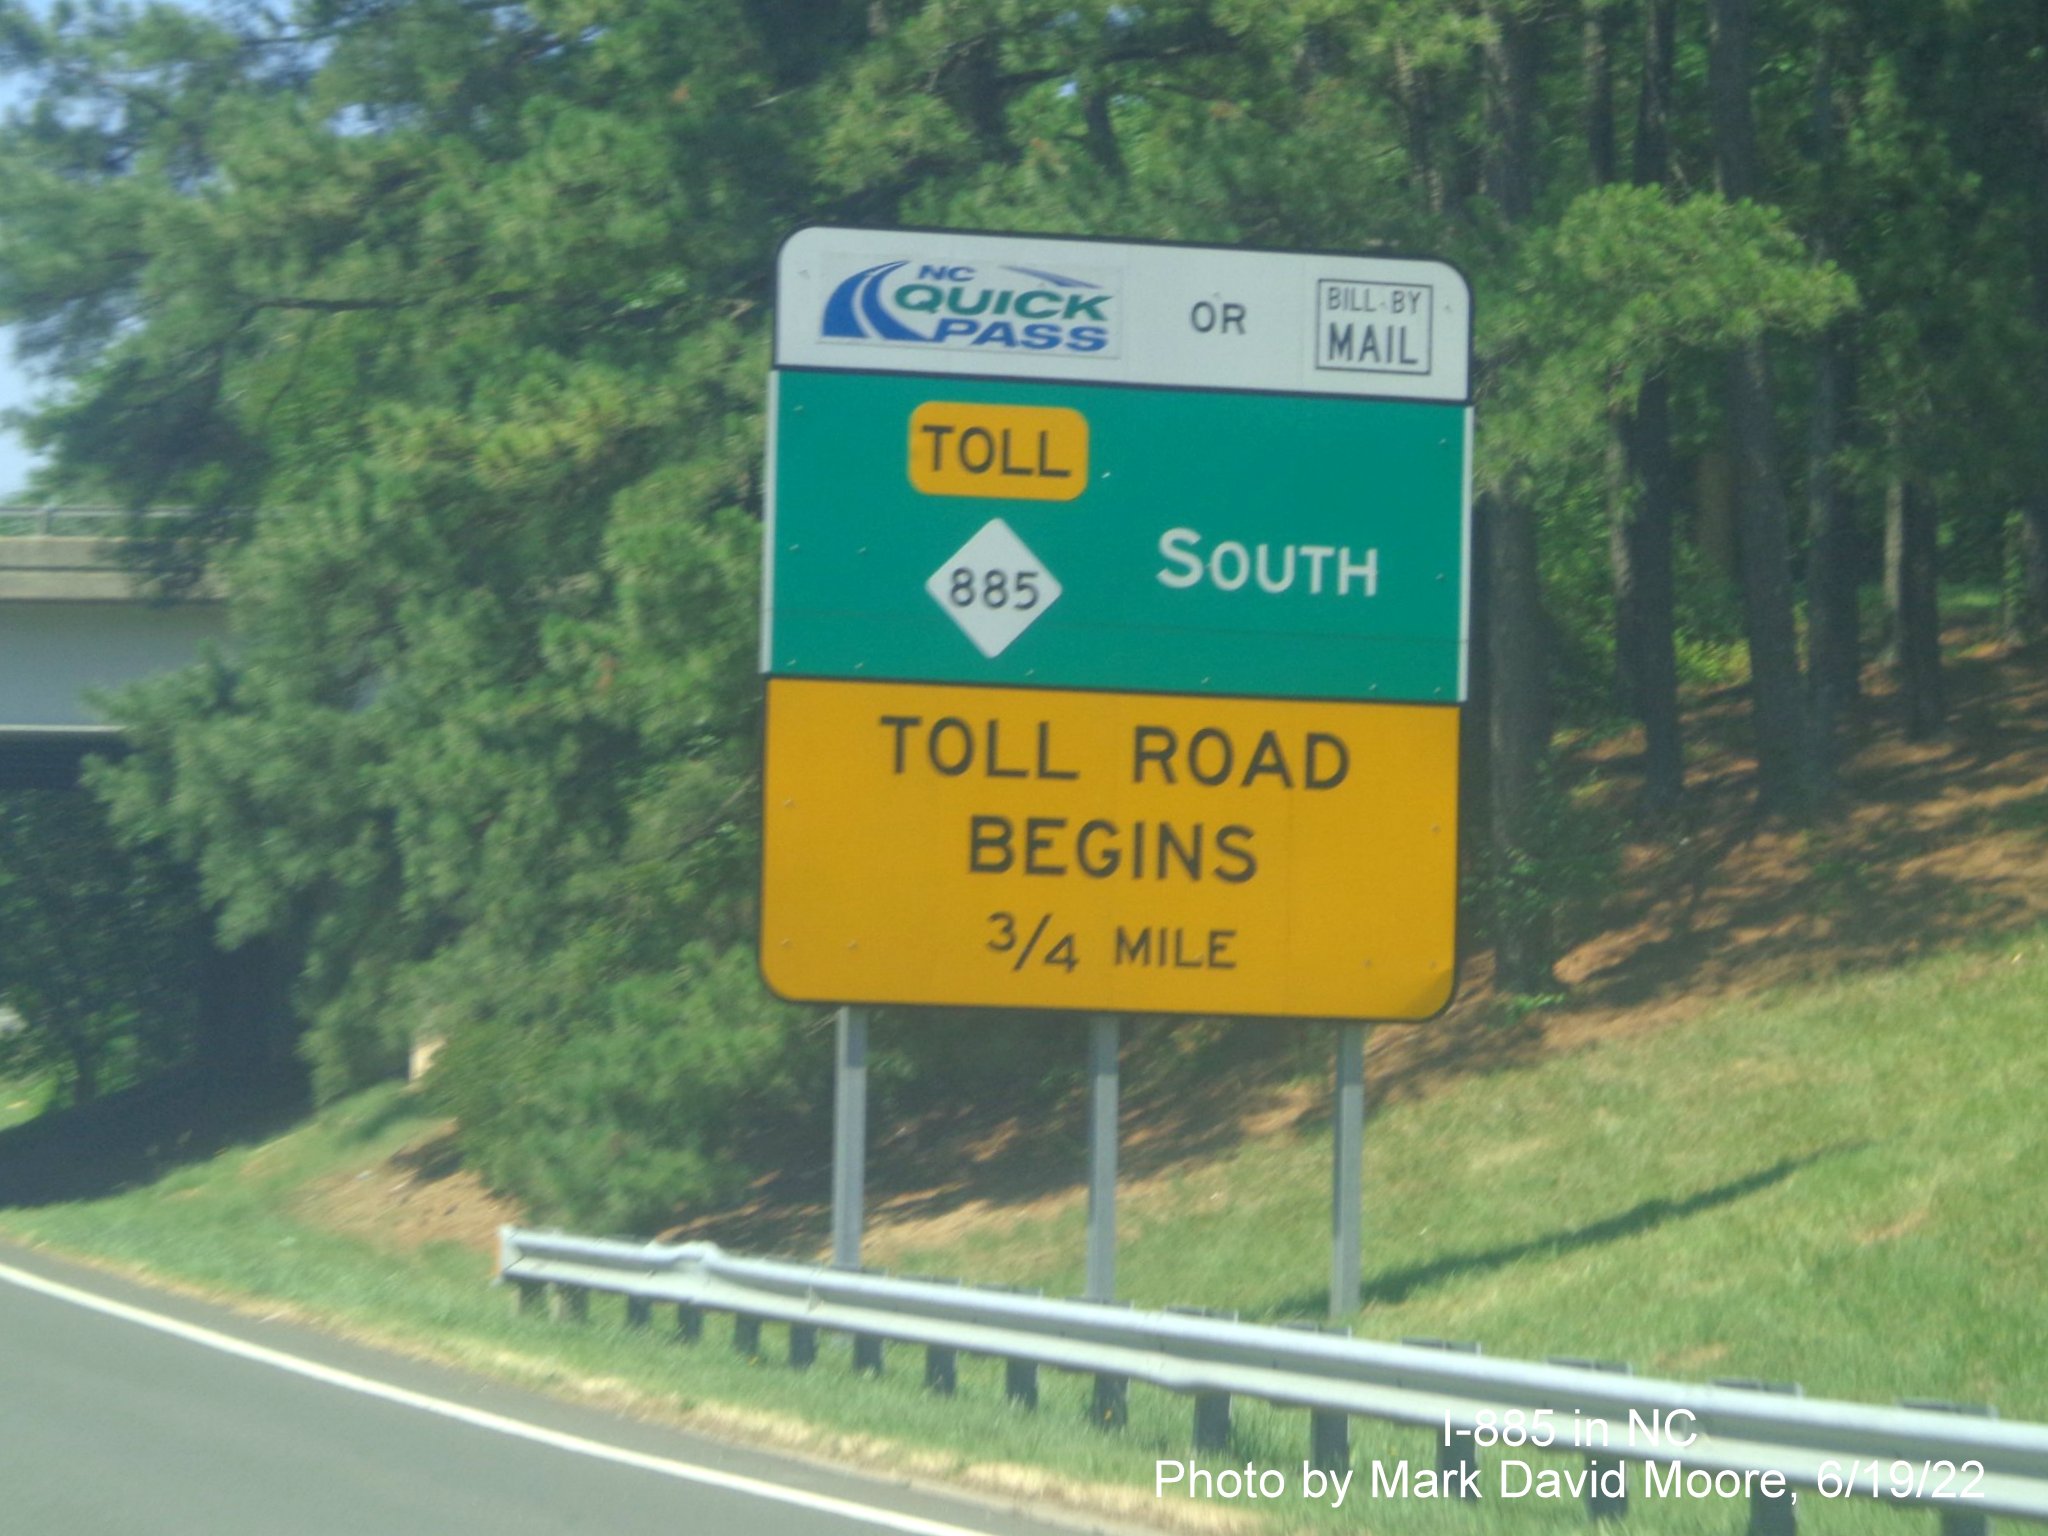 NC
QUICK
PASS
OR
BILL-BY
MAIL
TOLL
885
SOUTH
TOLL ROAD
BEGINS
3/4 MILE
I-885 in NC
Photo by Mark David Moore, 6/19/22